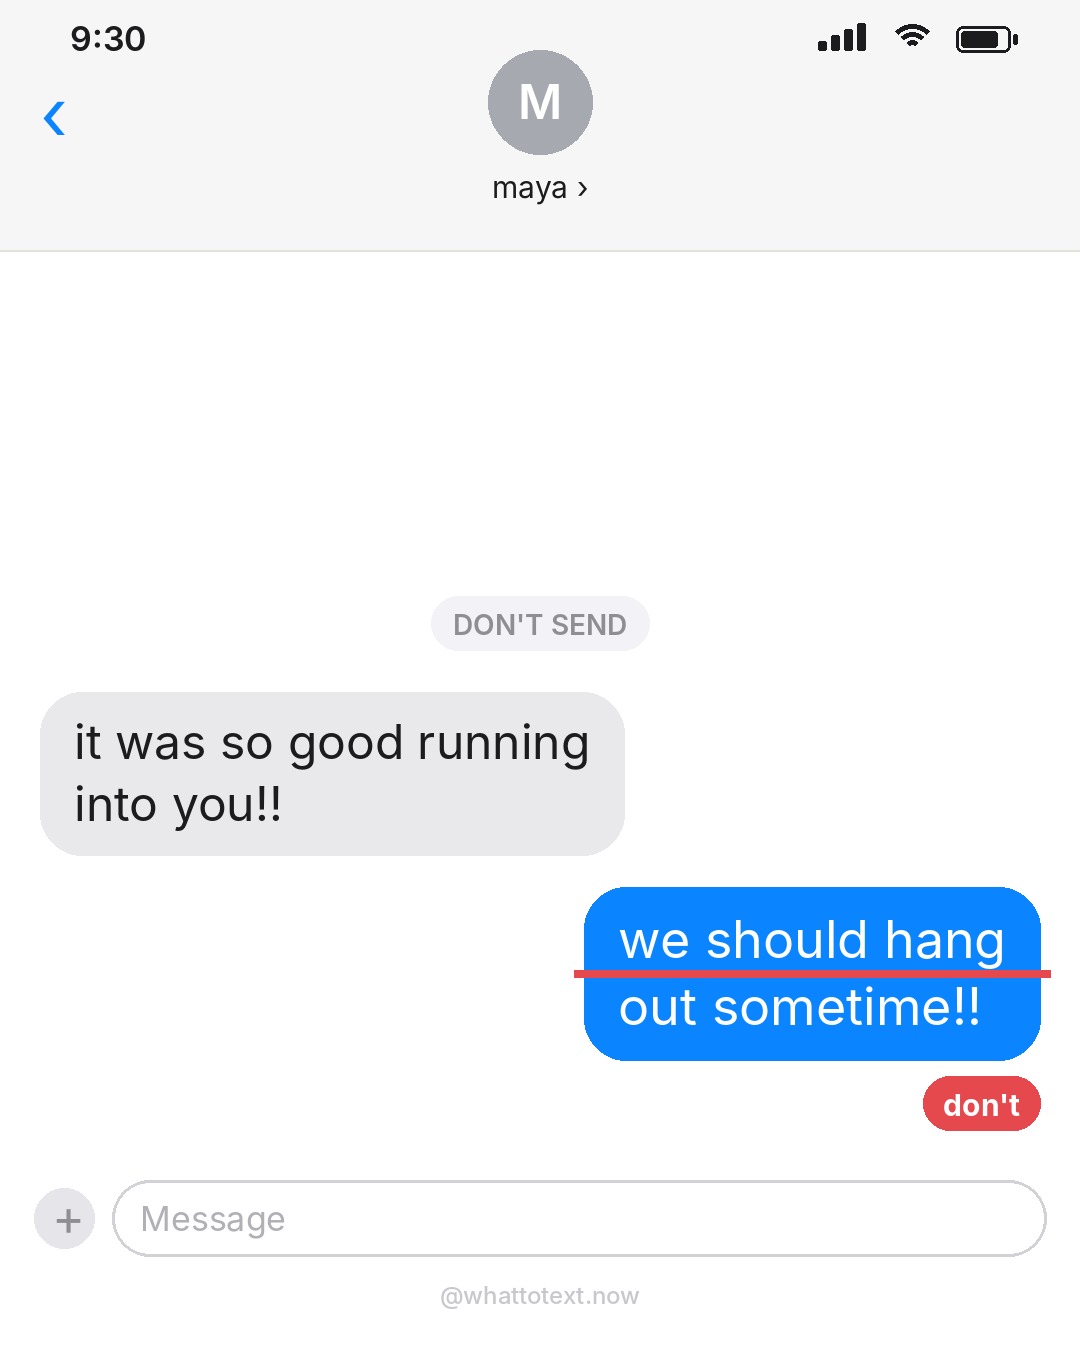 9:30
M
maya ›
DON'T SEND
it was so good running
into you!!
we should hang
out sometime!!
don't
+ Message
@whattotext.now